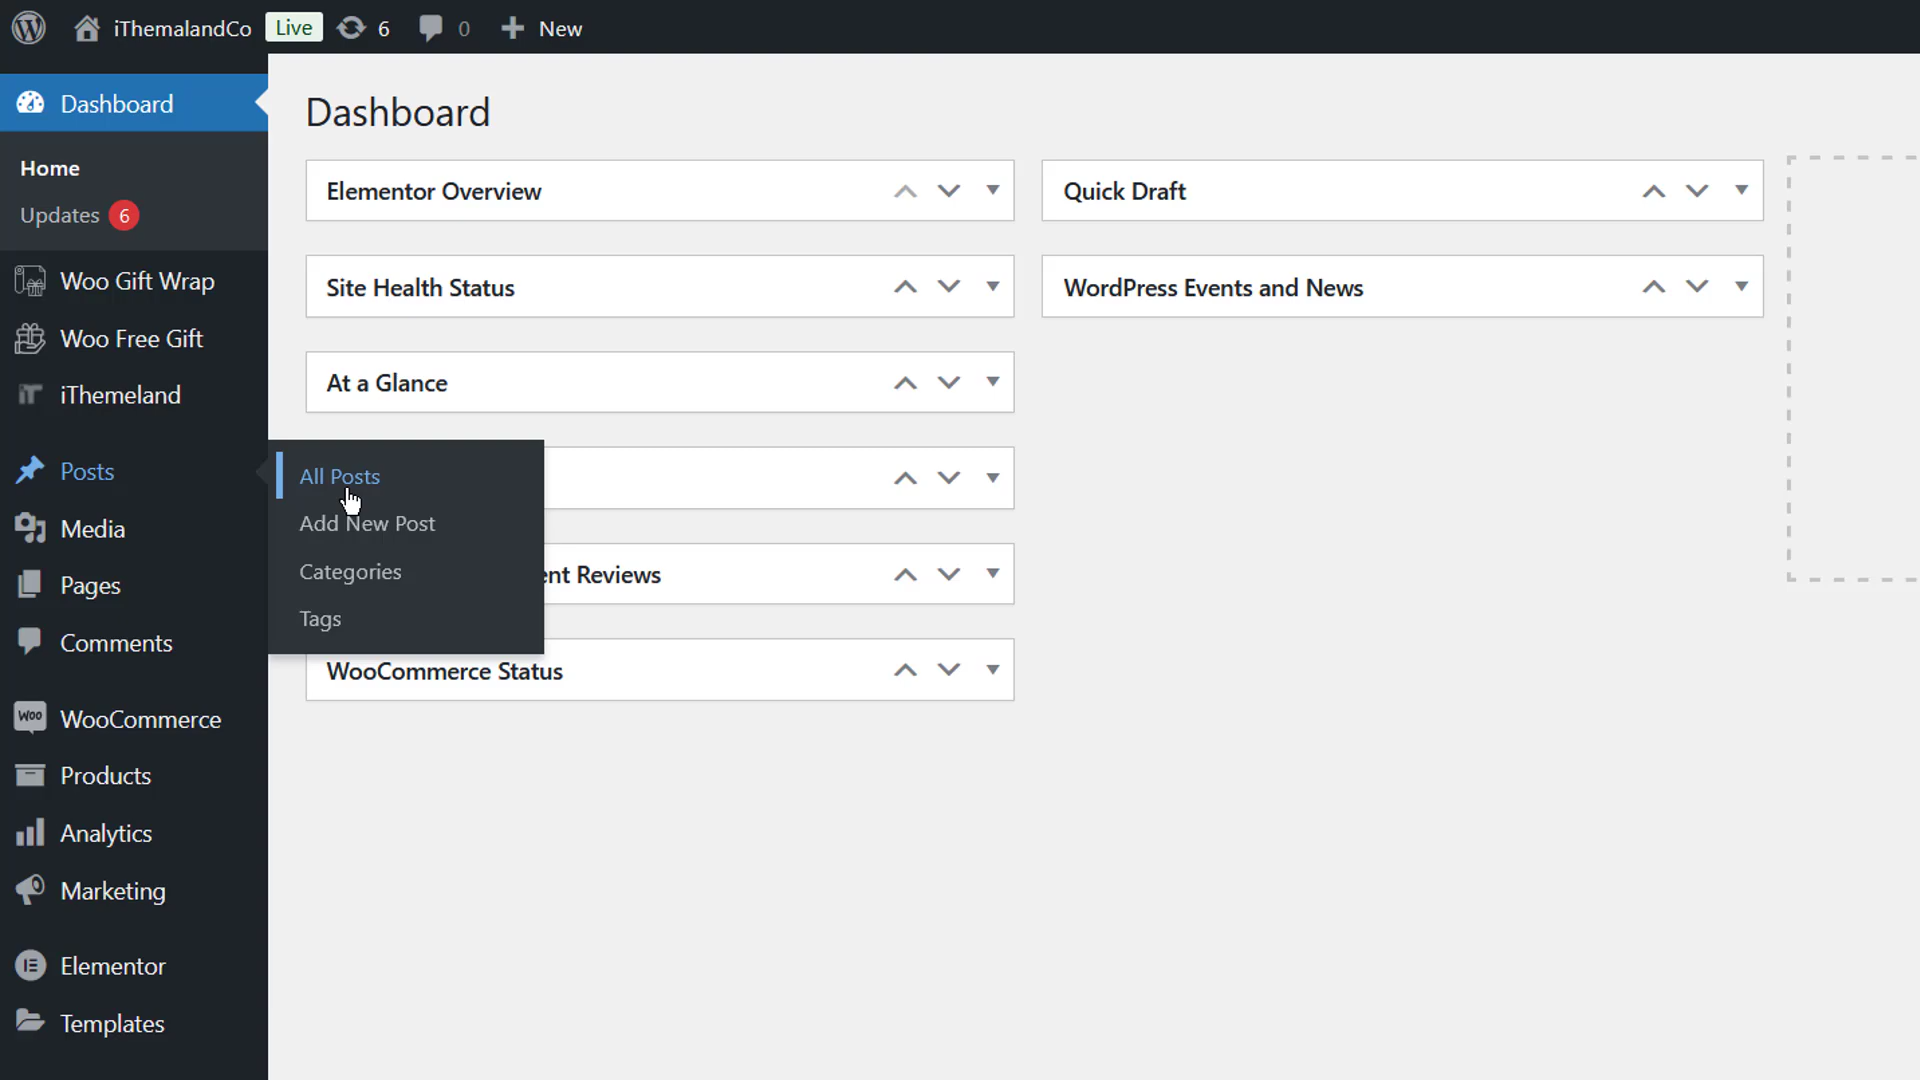 iThemalandCo Live 6 0 New
Dashboard
Home
Updates 6
Woo Gift Wrap
Woo Free Gift
iThemeland
Posts
All Posts
Add New Post
Categories
Tags
Media
Pages
Comments
WooCommerce
Products
Analytics
Marketing
Elementor
Templates
Dashboard
Elementor Overview
Site Health Status
At a Glance
ent Reviews
WooCommerce Status
Quick Draft
WordPress Events and News